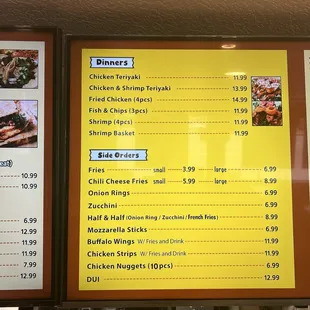 eat)
10.99
10.99
6.99
12.99
11.99
7.99
12.99
Dinners
Chicken Teriyaki 11.99
Chicken & Shrimp Teriyaki 13.99
Fried Chicken (4pcs) 14.99
Fish & Chips (3pcs) 11.99
Shrimp (4pcs) 11.99
Shrimp Basket 11.99
Side Orders
Fries small 3.99 large 6.99
Chili Cheese Fries small 5.99 large 8.99
Onion Rings 6.99
Zucchini 6.99
Half & Half (Onion Ring / Zucchini / French Fries) 8.99
Mozzarella Sticks 6.99
Buffalo Wings W/ Fries and Drink 11.99
Chicken Strips W/ Fries and Drink 11.99
Chicken Nuggets (10 pcs) 6.99
DUI 12.99